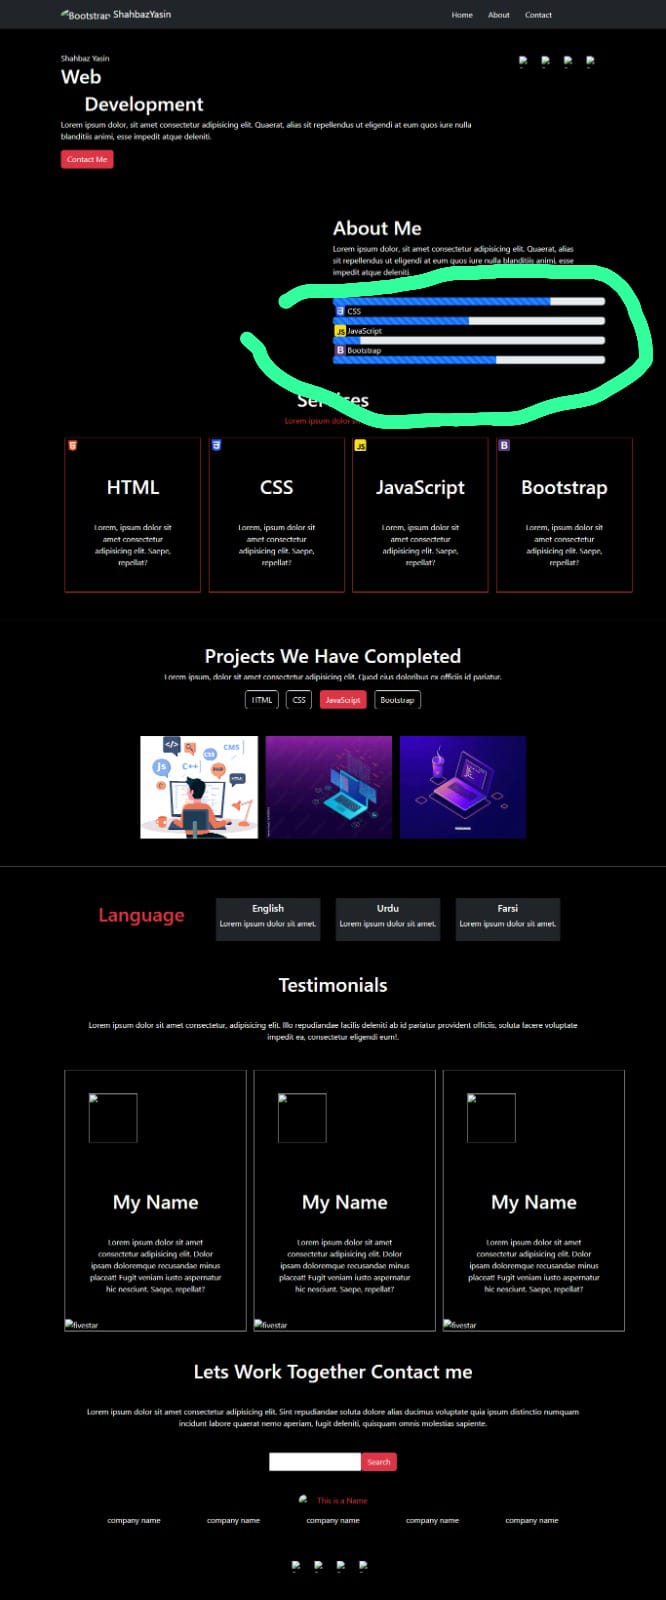 Bootstrap ShahbazYasin
Home About Contact
Shahbaz Yasin
Web
Development
Lorem ipsum dolor, sit amet consectetur adipisicing elit. Quaerat, alias sit repellendus ut eligendi at eum quos iure nulla
blanditiis animi, esse impedit atque deleniti.
Contact Me
About Me
Lorem ipsum dolor, sit amet consectetur adipisicing elit. Quaerat, alias
sit repellendus ut eligendi at eum quos iure nulla blanditiis animi, esse
impedit atque deleniti.
CSS
JS JavaScript
B Bootstrap
Services
Lorem ipsum dolor
JS
B
HTML CSS JavaScript Bootstrap
Lorem, ipsum dolor sit
amet consectetur
adipisicing elit. Saepe,
repellat?
Lorem, ipsum dolor sit
amet consectetur
adipisicing elit. Saepe,
repellat?
Lorem, ipsum dolor sit
amet consectetur
adipisicing elit. Saepe,
repellat?
Lorem, ipsum dolor sit
amet consectetur
adipisicing elit. Saepe,
repellat?
Projects We Have Completed
Lorem ipsum, dolor sit amet consectetur adipisicing elit. Quod eius doloribus ex officiis id pariatur.
HTML CSS JavaScript Bootstrap
</>
CSS
CMS
Js
C++
PHP
HTML
Language
English
Lorem ipsum dolor sit amet.
Urdu
Lorem ipsum dolor sit amet.
Farsi
Lorem ipsum dolor sit amet.
Testimonials
Lorem ipsum dolor sit amet consectetur, adipisicing elit. Illo repudiandae facilis deleniti ab id pariatur provident officiis, soluta facere voluptate
impedit ea, consectetur eligendi eum!.
My Name
Lorem ipsum dolor sit amet
consectetur adipisicing elit. Dolor
ipsam doloremque recusandae minus
placeat! Fugit veniam iusto aspernatur
hic nesciunt. Saepe, repellat?
fivestar
My Name
Lorem ipsum dolor sit amet
consectetur adipisicing elit. Dolor
ipsam doloremque recusandae minus
placeat! Fugit veniam iusto aspernatur
hic nesciunt. Saepe, repellat?
fivestar
My Name
Lorem ipsum dolor sit amet
consectetur adipisicing elit. Dolor
ipsam doloremque recusandae minus
placeat! Fugit veniam iusto aspernatur
hic nesciunt. Saepe, repellat?
fivestar
Lets Work Together Contact me
Lorem ipsum dolor sit amet consectetur adipisicing elit. Sint repudiandae soluta dolore alias ducimus voluptate quia ipsum distinctio numquam
incidunt labore quaerat nemo aperiam, fugit deleniti, quisquam omnis molestias sapiente.
Search
This is a Name
company name company name company name company name company name